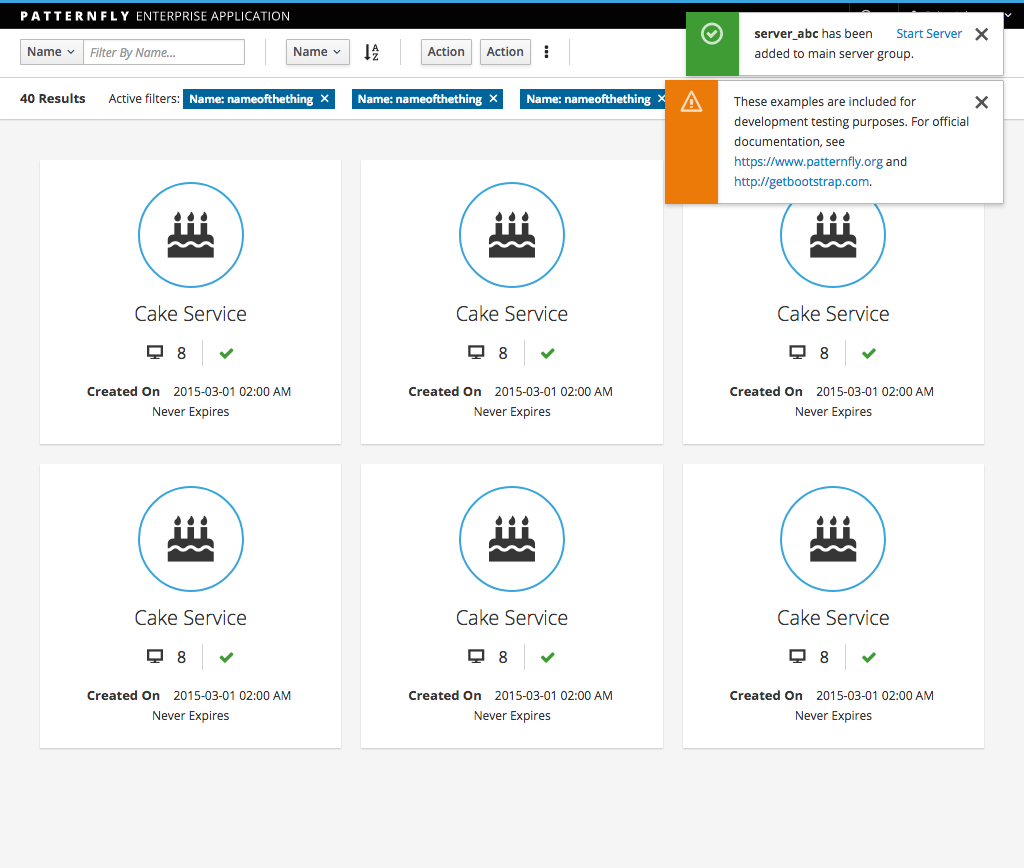 PATTERNFLY ENTERPRISE APPLICATION
server_abc has been added to main server group.
Start Server
Name
Filter By Name...
Name
Action
Action
40 Results Active filters: Name: nameofthething Name: nameofthething Name: nameofthething
These examples are included for
development testing purposes. For official
documentation, see
https://www.patternfly.org and
http://getbootstrap.com.
Cake Service
8
Created On 2015-03-01 02:00 AM
Never Expires
Cake Service
8
Created On 2015-03-01 02:00 AM
Never Expires
Cake Service
8
Created On 2015-03-01 02:00 AM
Never Expires
Cake Service
8
Created On 2015-03-01 02:00 AM
Never Expires
Cake Service
8
Created On 2015-03-01 02:00 AM
Never Expires
Cake Service
8
Created On 2015-03-01 02:00 AM
Never Expires